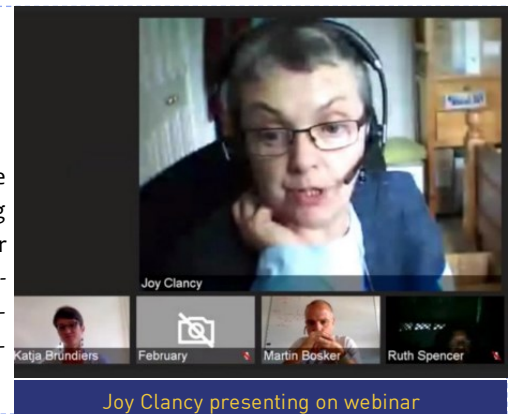 e
g
r
-
-
-
Joy Clancy
Katja Brundiers
February
Martin Bosker
Ruth Spencer
Joy Clancy presenting on webinar